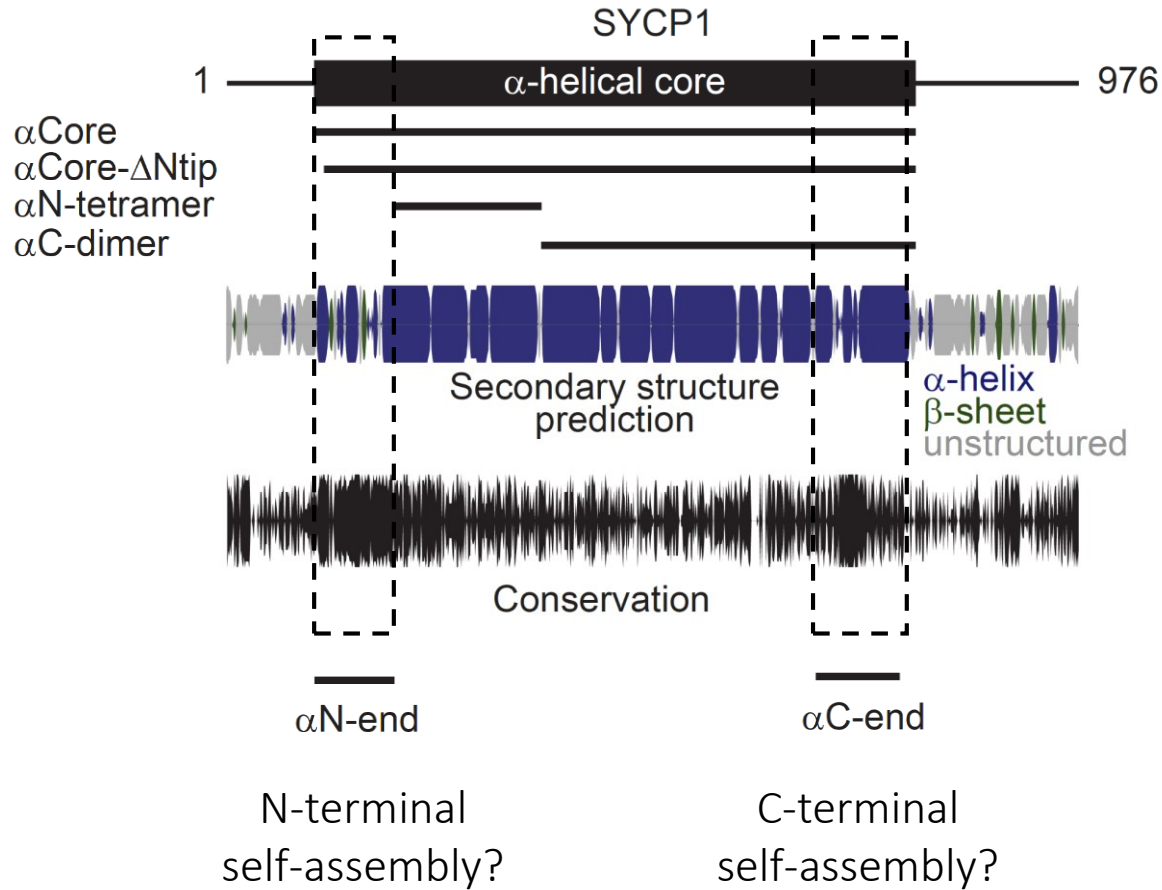 SYCP1
1
α-helical core
976
αCore
αCore-ΔNtip
αN-tetramer
αC-dimer
Secondary structure
prediction
α-helix
β-sheet
unstructured
Conservation
αN-end
αC-end
N-terminal
self-assembly?
C-terminal
self-assembly?